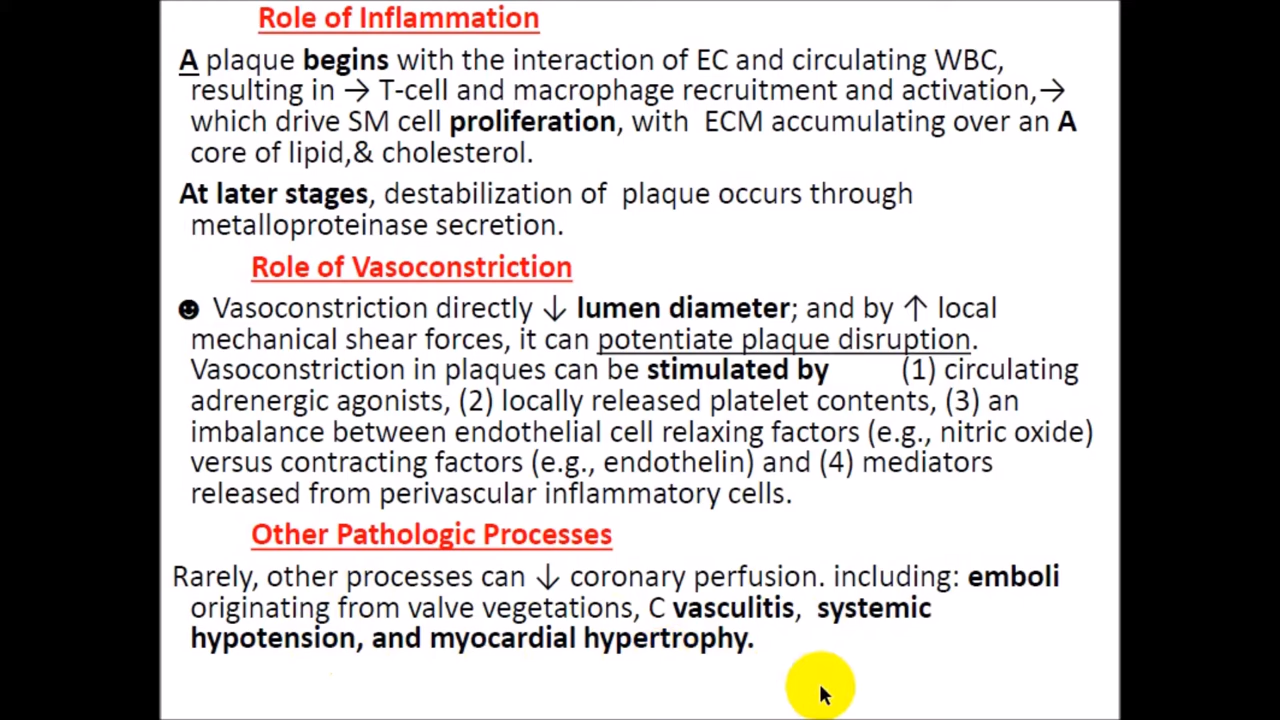 Role of Inflammation
A plaque begins with the interaction of EC and circulating WBC,
resulting in → T-cell and macrophage recruitment and activation,→
which drive SM cell proliferation, with ECM accumulating over an A
core of lipid,& cholesterol.
At later stages, destabilization of plaque occurs through
metalloproteinase secretion.
Role of Vasoconstriction
☻ Vasoconstriction directly ↓ lumen diameter; and by ↑ local
mechanical shear forces, it can potentiate plaque disruption.
Vasoconstriction in plaques can be stimulated by (1) circulating
adrenergic agonists, (2) locally released platelet contents, (3) an
imbalance between endothelial cell relaxing factors (e.g., nitric oxide)
versus contracting factors (e.g., endothelin) and (4) mediators
released from perivascular inflammatory cells.
Other Pathologic Processes
Rarely, other processes can ↓ coronary perfusion. including: emboli
originating from valve vegetations, C vasculitis, systemic
hypotension, and myocardial hypertrophy.